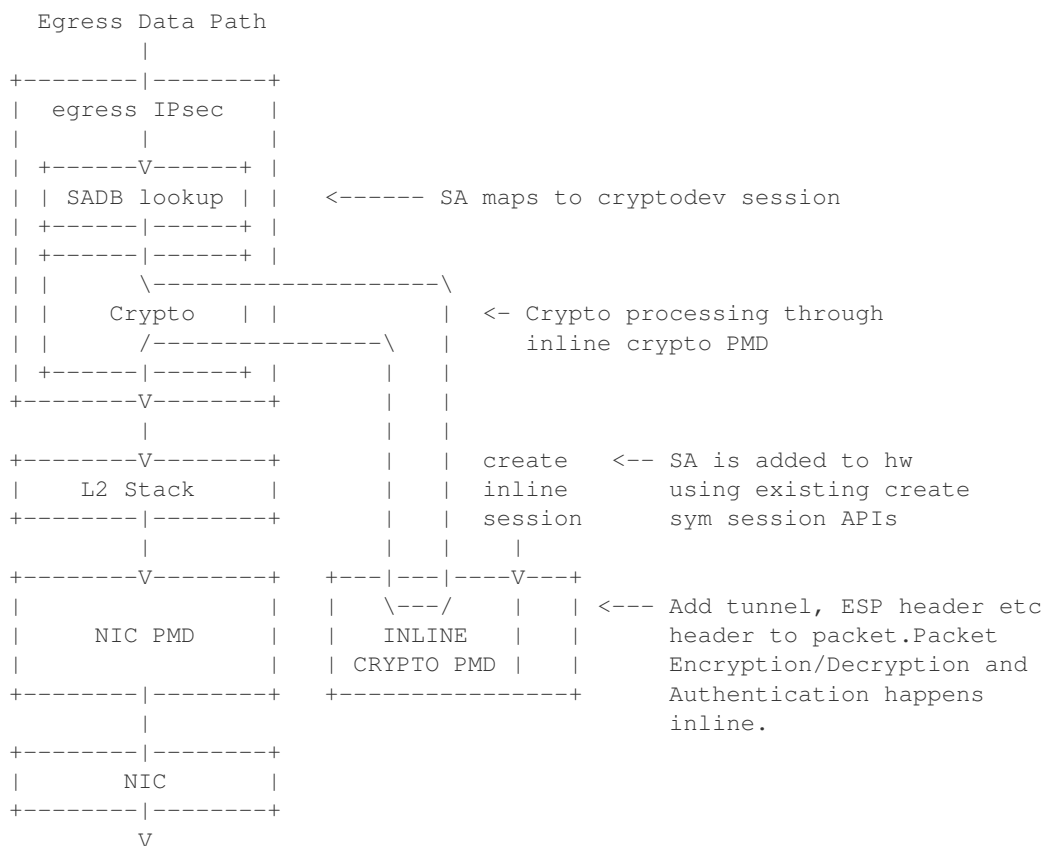 Egress Data Path
egress IPsec
SADB lookup <------ SA maps to cryptodev session
Crypto <- Crypto processing through
inline crypto PMD
create <-- SA is added to hw
L2 Stack inline using existing create
session sym session APIs
<--- Add tunnel, ESP header etc
NIC PMD INLINE header to packet.Packet
CRYPTO PMD Encryption/Decryption and
Authentication happens
inline.
NIC